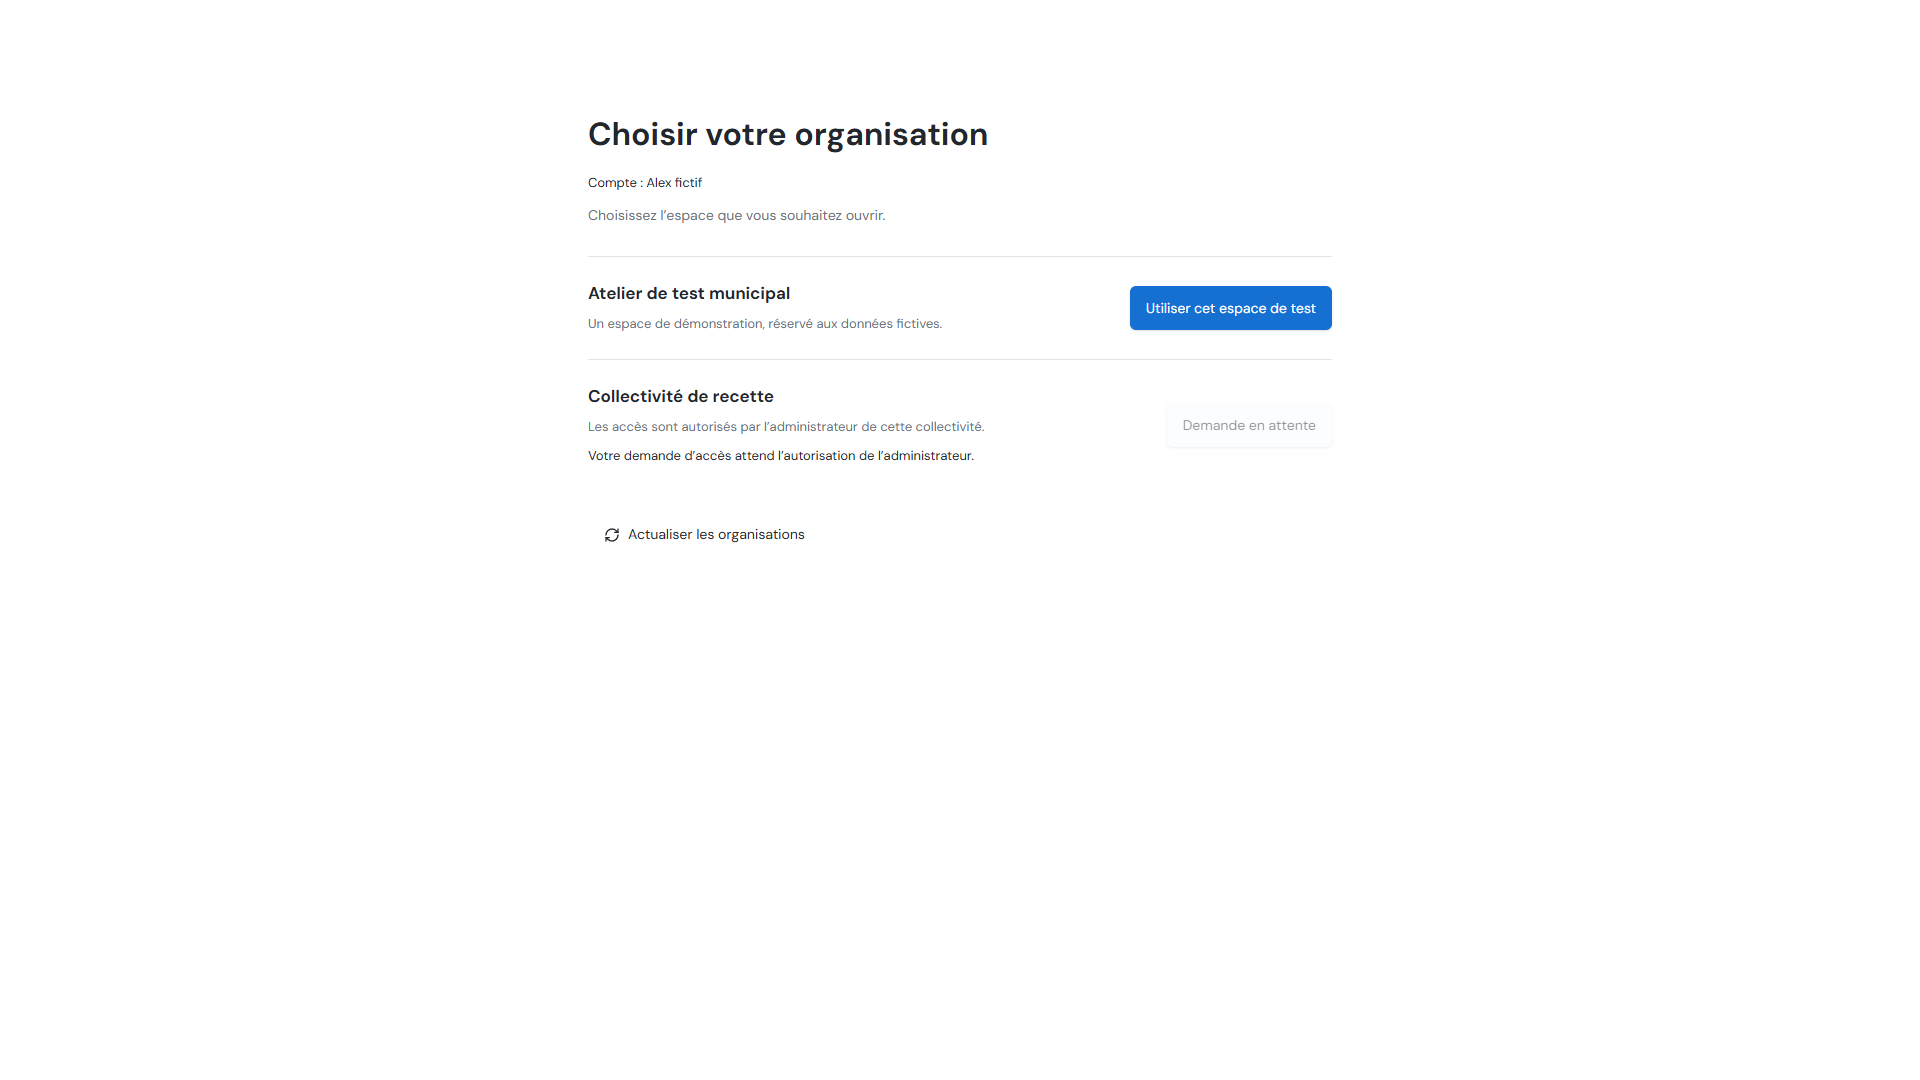 Choisir votre organisation
Compte : Alex fictif
Choisissez l’espace que vous souhaitez ouvrir.
Atelier de test municipal
Un espace de démonstration, réservé aux données fictives.
Utiliser cet espace de test
Collectivité de recette
Les accès sont autorisés par l’administrateur de cette collectivité.
Votre demande d’accès attend l’autorisation de l’administrateur.
Demande en attente
Actualiser les organisations